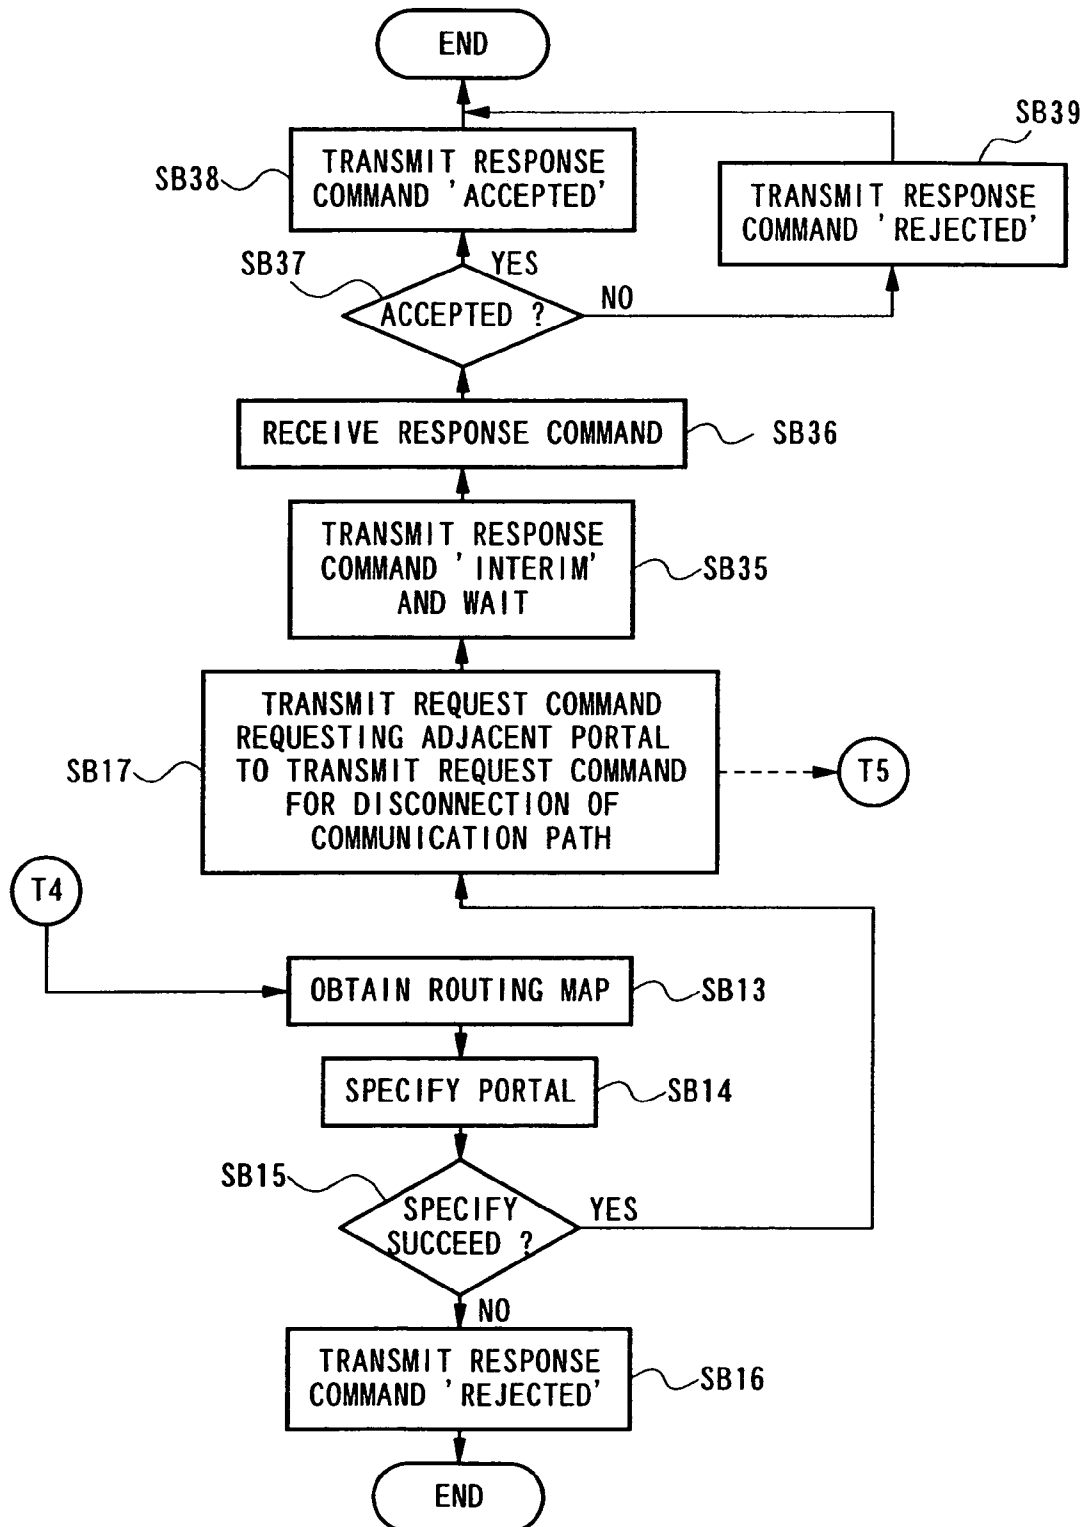 END
SB39
TRANSMIT RESPONSE
COMMAND 'ACCEPTED'
SB38
TRANSMIT RESPONSE
COMMAND 'REJECTED'
SB37
YES
ACCEPTED ?
NO
RECEIVE RESPONSE COMMAND
SB36
TRANSMIT RESPONSE
COMMAND 'INTERIM'
AND WAIT
SB35
TRANSMIT REQUEST COMMAND
REQUESTING ADJACENT PORTAL
TO TRANSMIT REQUEST COMMAND
FOR DISCONNECTION OF
COMMUNICATION PATH
SB17
T5
T4
OBTAIN ROUTING MAP
SB13
SPECIFY PORTAL
SB14
SB15
SPECIFY
SUCCEED ?
YES
NO
TRANSMIT RESPONSE
COMMAND 'REJECTED'
SB16
END